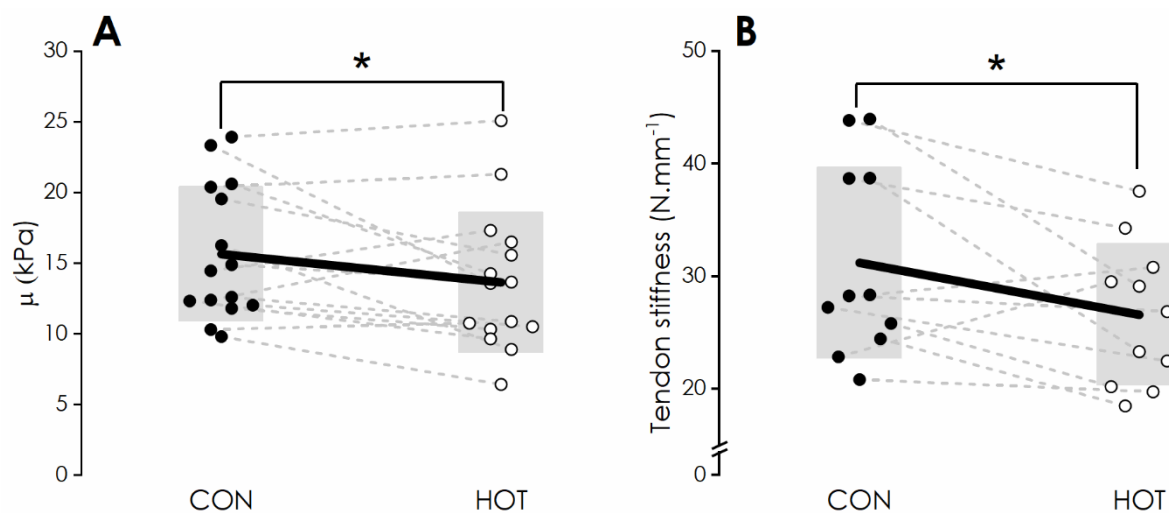 A
B
*
*
30
25
20
15
10
5
0
μ (kPa)
CON
HOT
50
40
30
20
0
Tendon stiffness (N.mm⁻¹)
CON
HOT